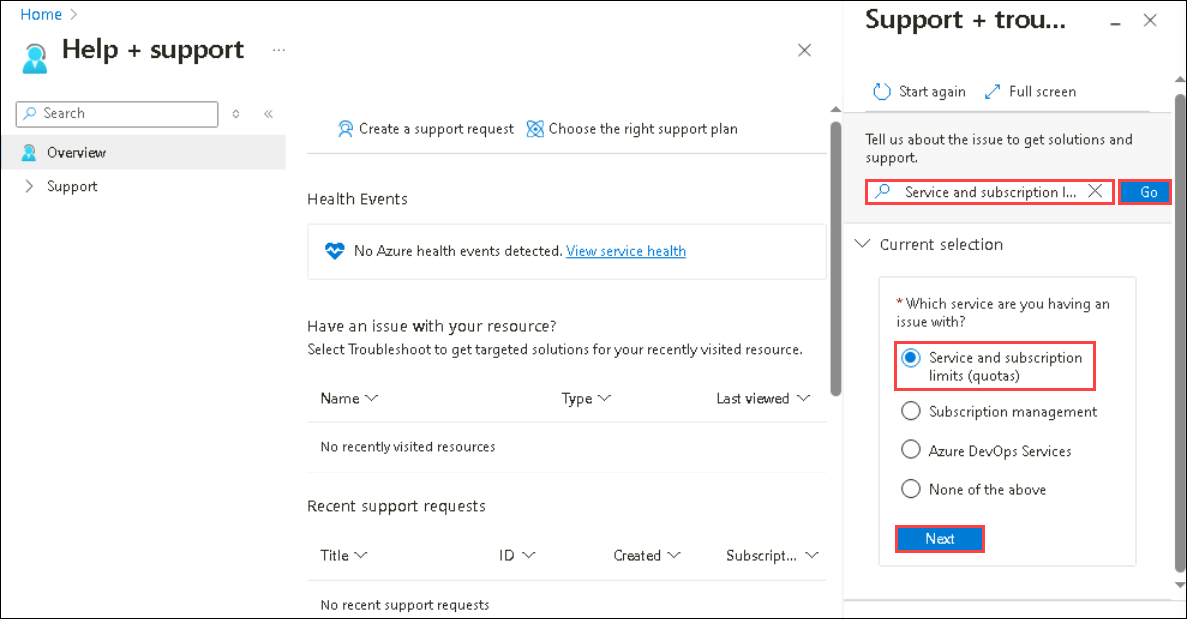 Home
Help + support
...
Search
Overview
Support
Create a support request
Choose the right support plan
Health Events
No Azure health events detected. View service health
Have an issue with your resource?
Select Troubleshoot to get targeted solutions for your recently visited resource.
Name Type Last viewed
No recently visited resources
Recent support requests
Title ID Created Subscript...
No recent support requests
Support + trou...
Start again Full screen
Tell us about the issue to get solutions and
support.
Service and subscription l... Go
Current selection
* Which service are you having an
issue with?
Service and subscription
limits (quotas)
Subscription management
Azure DevOps Services
None of the above
Next